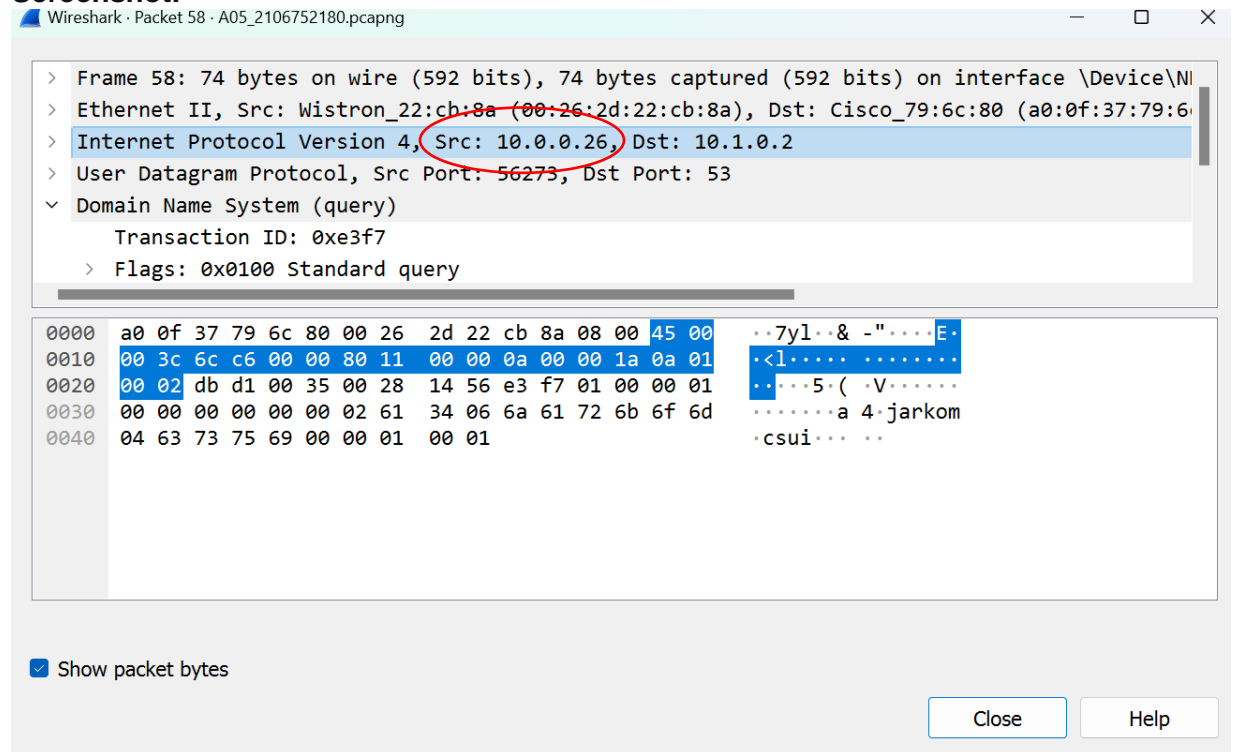 Screenshot:
Wireshark · Packet 58 · A05_2106752180.pcapng
> Frame 58: 74 bytes on wire (592 bits), 74 bytes captured (592 bits) on interface \Device\N
> Ethernet II, Src: Wistron_22:cb:8a (00:26:2d:22:cb:8a), Dst: Cisco_79:6c:80 (a0:0f:37:79:6
> Internet Protocol Version 4, Src: 10.0.0.26, Dst: 10.1.0.2
> User Datagram Protocol, Src Port: 56273, Dst Port: 53
Domain Name System (query)
Transaction ID: 0xe3f7
> Flags: 0x0100 Standard query
0000 a0 0f 37 79 6c 80 00 26 2d 22 cb 8a 08 00 45 00 ··7yl··& -"····E·
0010 00 3c 6c c6 00 00 80 11 00 00 0a 00 00 1a 0a 01 ·<l····· ········
0020 00 02 db d1 00 35 00 28 14 56 e3 f7 01 00 00 01 ·····5·( ·V······
0030 00 00 00 00 00 00 02 61 34 06 6a 61 72 6b 6f 6d ·······a 4·jarkom
0040 04 63 73 75 69 00 00 01 00 01 ·csui··· ··
Show packet bytes
Close Help